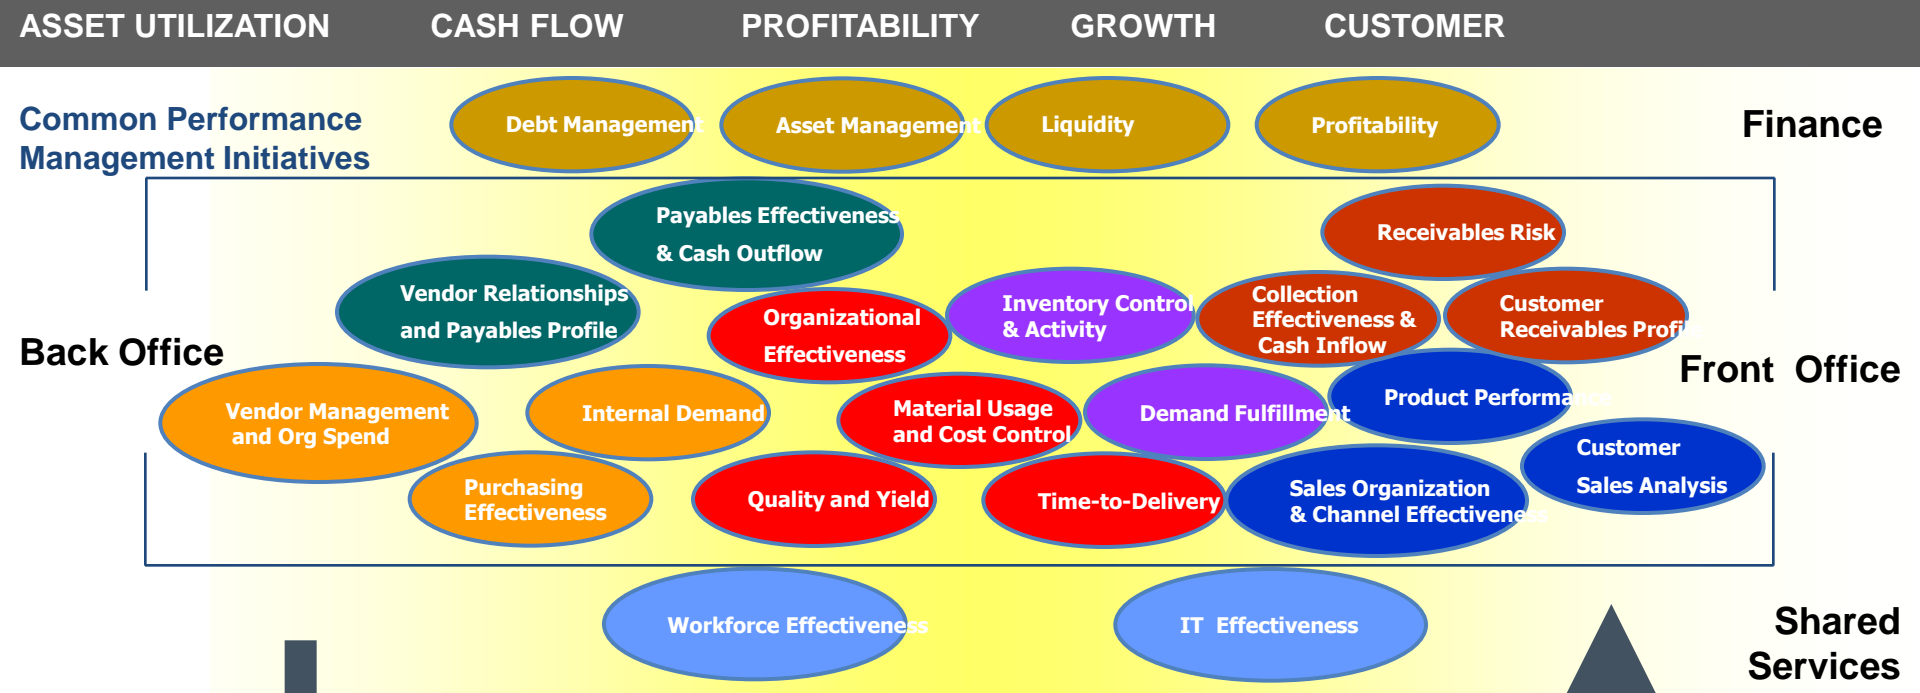 ASSET UTILIZATION CASH FLOW PROFITABILITY GROWTH CUSTOMER
Common Performance
Management Initiatives
Debt Management
Asset Management
Liquidity
Profitability
Finance
Payables Effectiveness
& Cash Outflow
Receivables Risk
Vendor Relationships
and Payables Profile
Organizational
Effectiveness
Inventory Control
& Activity
Collection
Effectiveness &
Cash Inflow
Customer
Receivables Profile
Back Office
Front Office
Vendor Management
and Org Spend
Internal Demand
Material Usage
and Cost Control
Demand Fulfillment
Product Performance
Customer
Sales Analysis
Purchasing
Effectiveness
Quality and Yield
Time-to-Delivery
Sales Organization
& Channel Effectiveness
Workforce Effectiveness
IT Effectiveness
Shared
Services